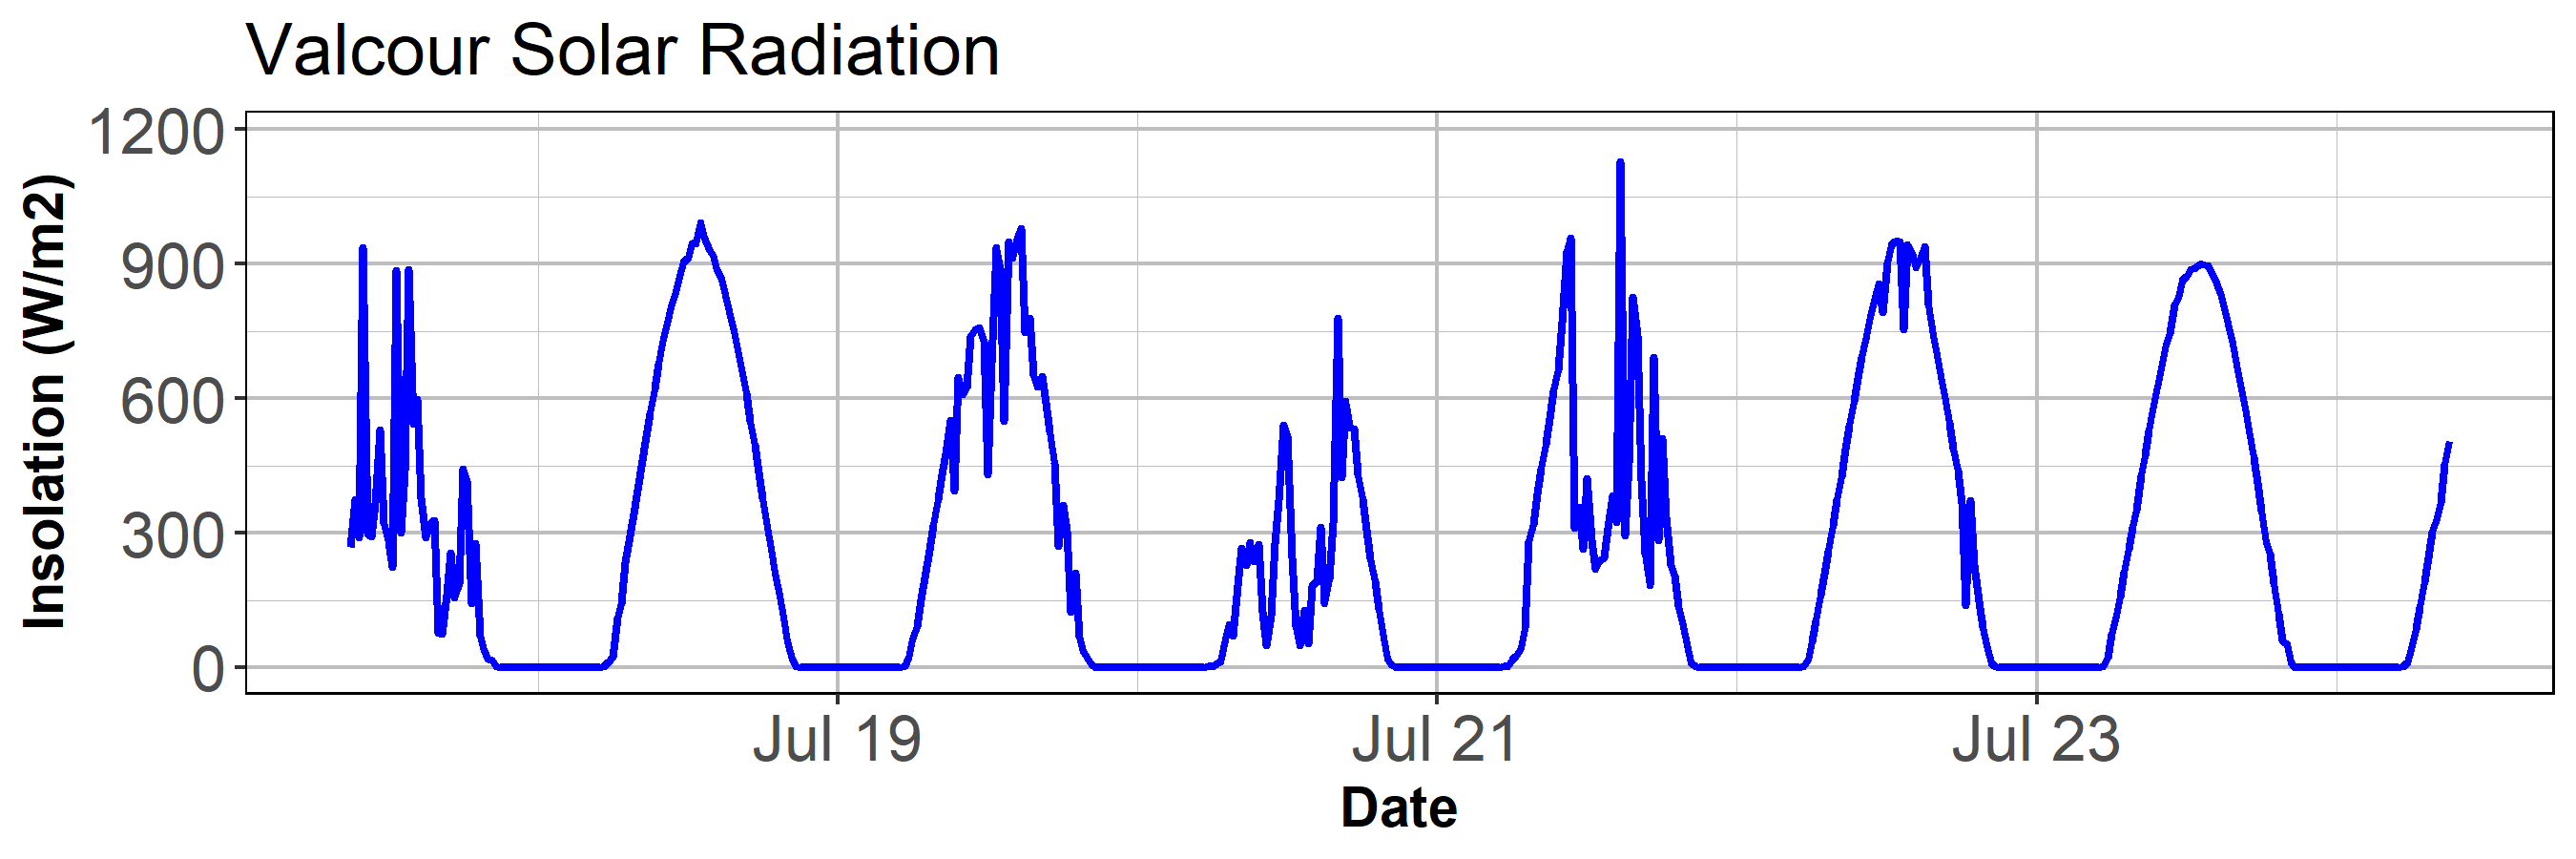 Valcour Solar Radiation
1200
900
600
300
0
Insolation (W/m2)
Jul 19 Jul 21 Jul 23
Date